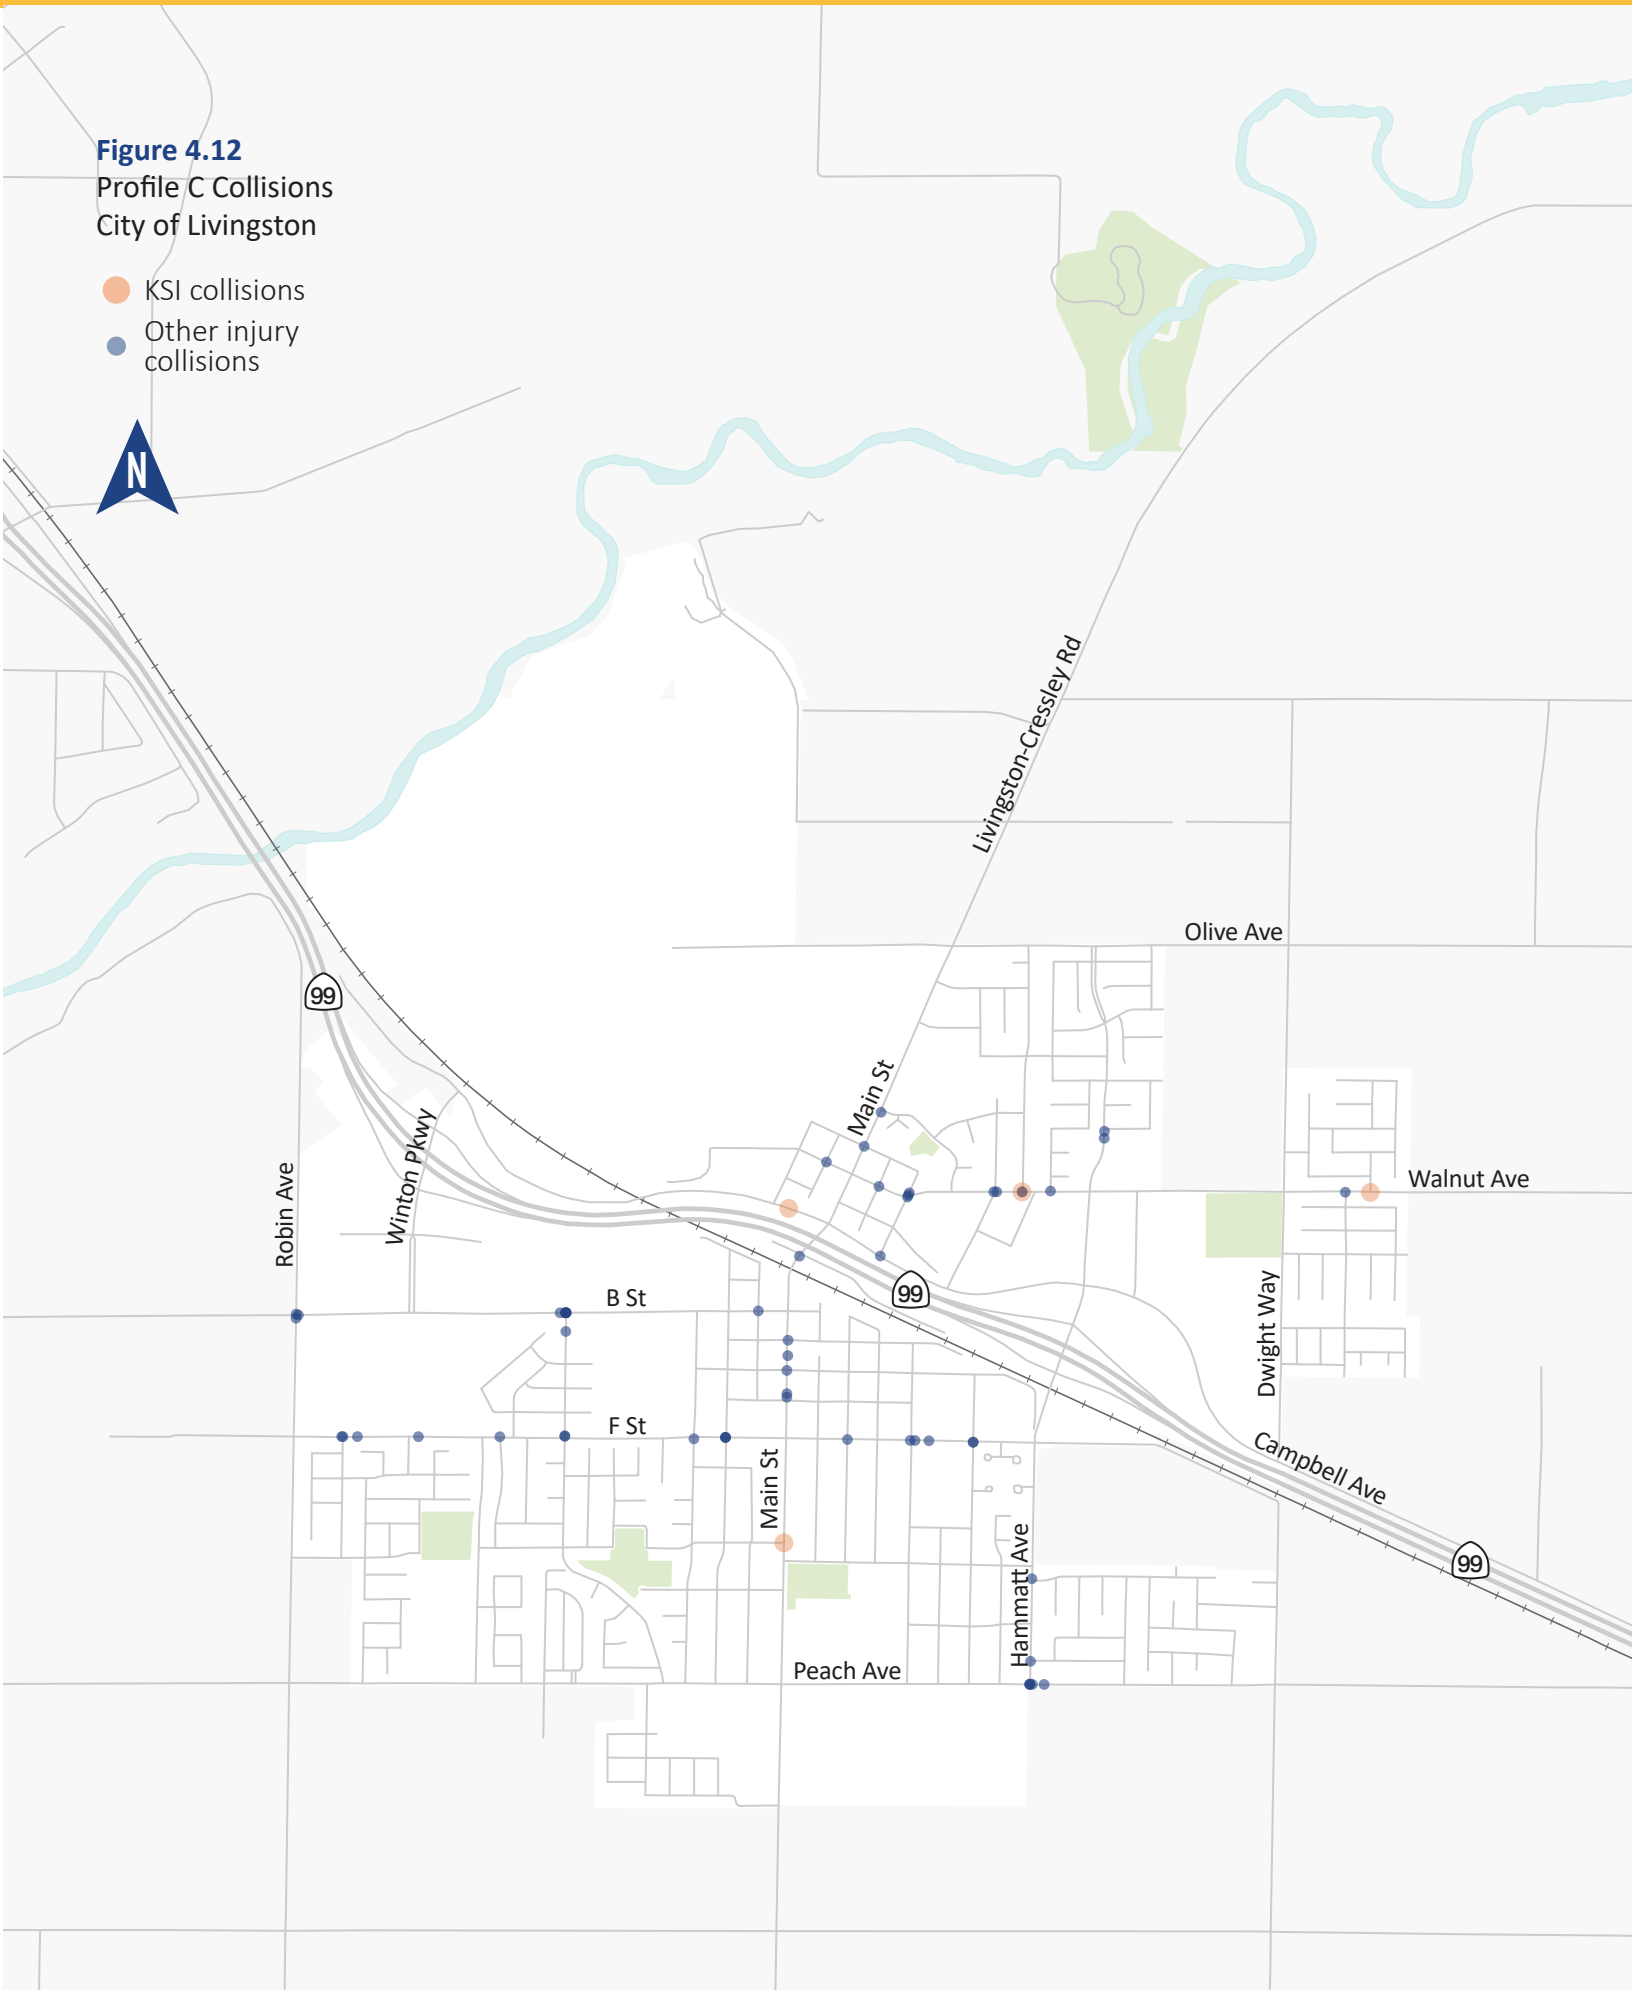 Figure 4.12
Profile C Collisions
City of Livingston
KSI collisions
Other injury
collisions
N
Livingston-Cressley Rd
Olive Ave
99
Main St
Winton Pkwy
Robin Ave
Walnut Ave
99
B St
Dwight Way
F St
Main St
Campbell Ave
Hammatt Ave
99
Peach Ave